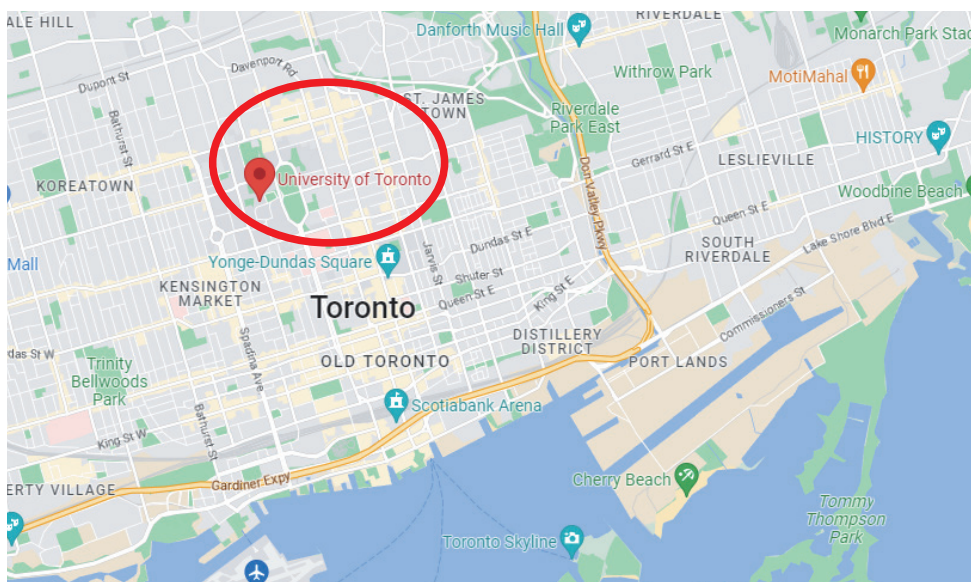 ALE HILL
RIVERDALE
Danforth Music Hall
Monarch Park Stad
Davenport Rd
Withrow Park
MotiMahal
Dupont St
ST. JAMES
TOWN
Riverdale
Park East
Bathurst St
HISTORY
Gerrard St E
LESLIEVILLE
KOREATOWN
University of Toronto
Woodbine Beach
Don Valley Pkwy
Queen St E
Lake Shore Blvd E
Mall
Yonge-Dundas Square
Jarvis St
Dundas St E
SOUTH
RIVERDALE
KENSINGTON
MARKET
Shuter St
Queen St E
King St E
Commissioners St
Toronto
Spadina Ave
DISTILLERY
DISTRICT
das St W
Trinity
Bellwoods
Park
OLD TORONTO
PORT LANDS
Bathurst St
Scotiabank Arena
King St W
Gardiner Expy
Cherry Beach
ERTY VILLAGE
Tommy
Thompson
Park
Toronto Skyline